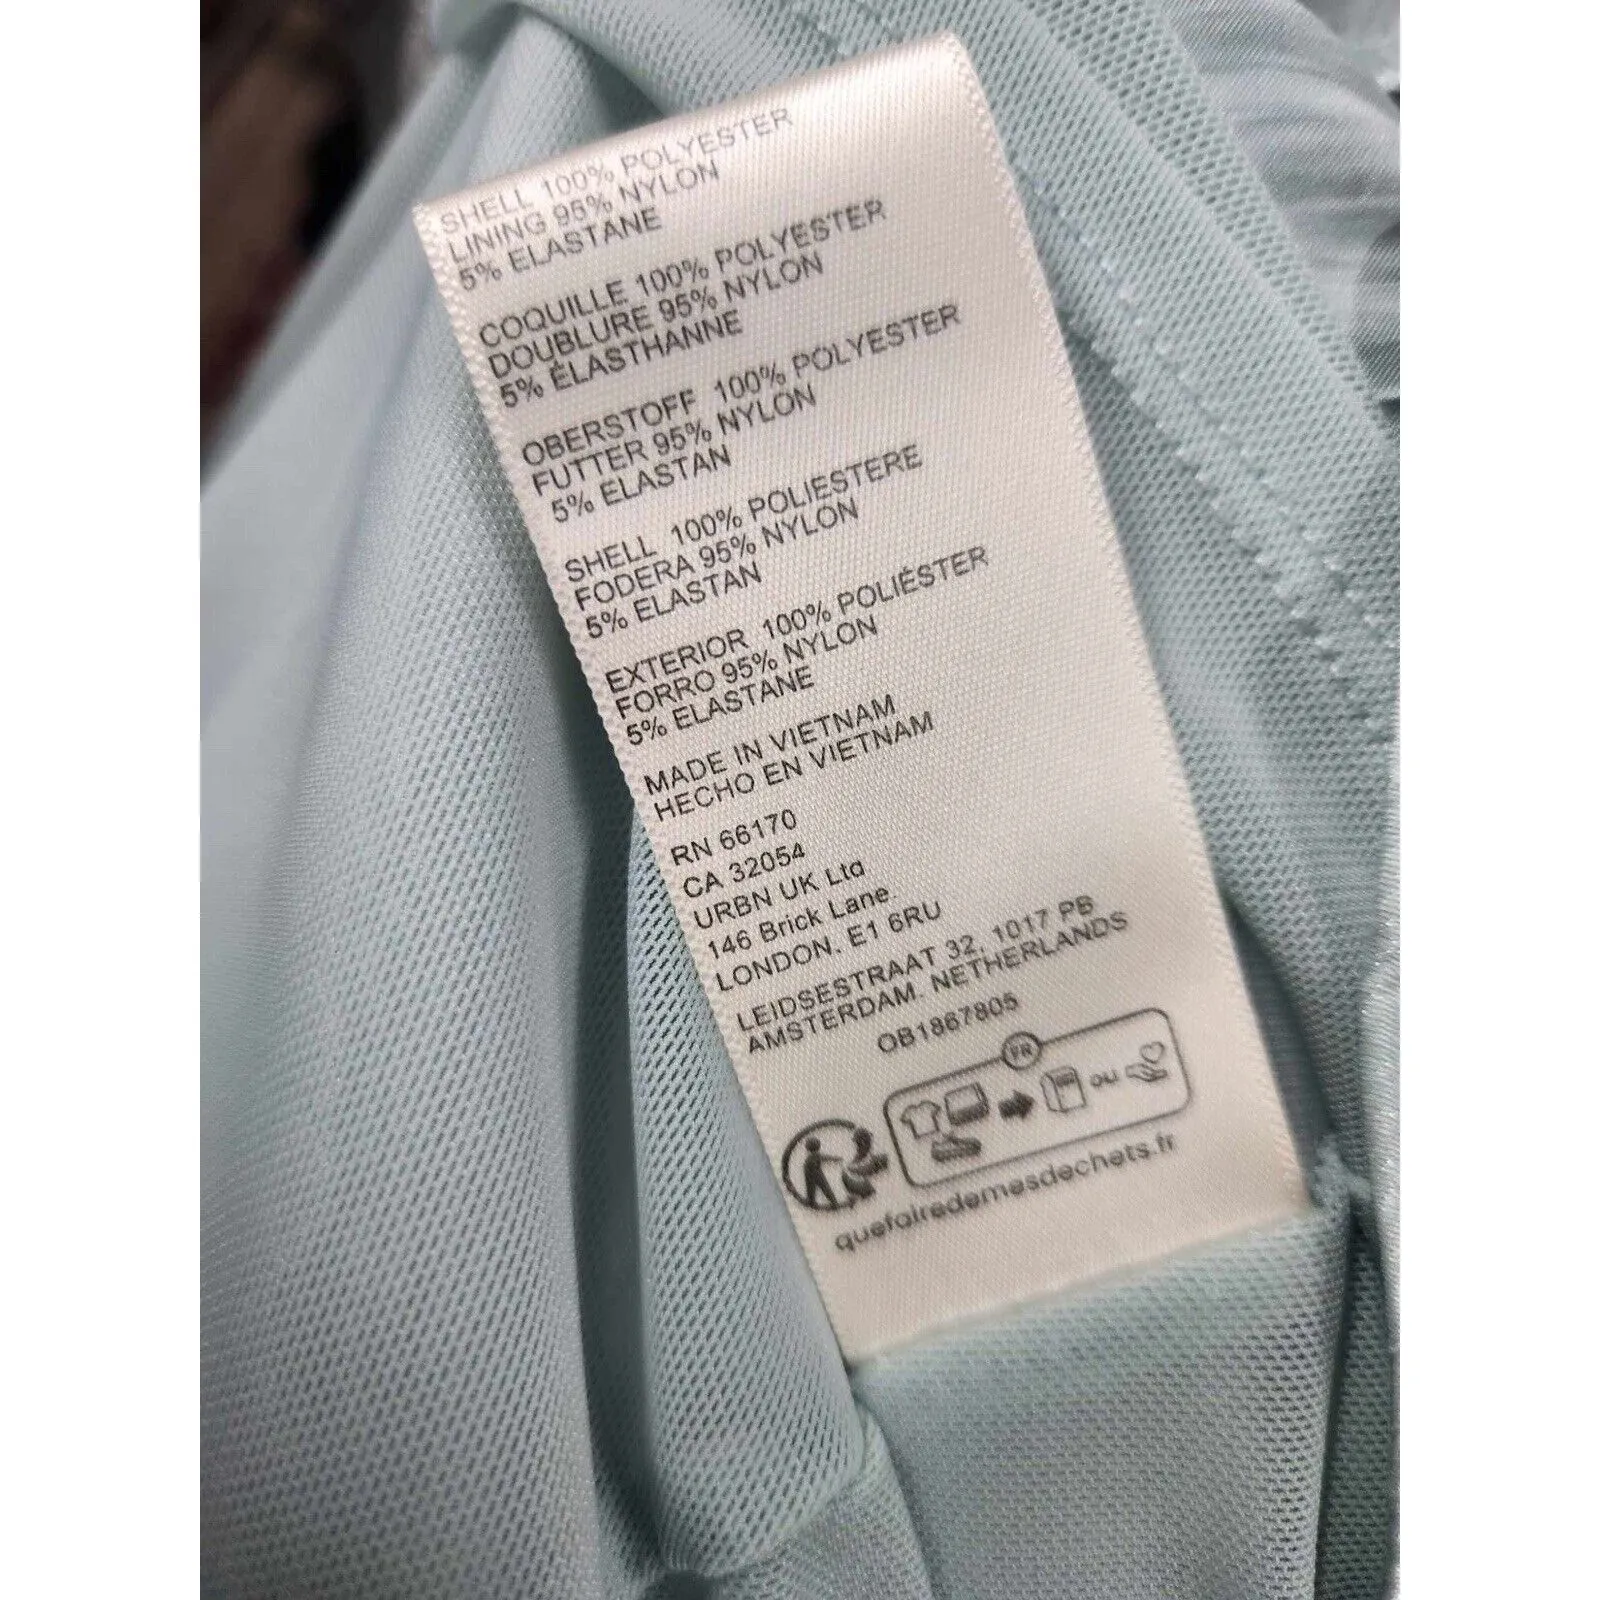 SHELL 100% POLYESTER
LINING 95% NYLON
5% ELASTANE
COQUILLE 100% POLYESTER
DOUBLURE 95% NYLON
5% ÉLASTHANNE
OBERSTOFF 100% POLYESTER
FUTTER 95% NYLON
5% ELASTAN
SHELL 100% POLIESTERE
FODERA 95% NYLON
5% ELASTAN
EXTERIOR 100% POLIÉSTER
FORRO 95% NYLON
5% ELASTANE
MADE IN VIETNAM
HECHO EN VIETNAM
RN 66170
CA 32054
URBN UK Ltd
146 Brick Lane.
LONDON. E1 6RU
LEIDSESTRAAT 32, 1017 PB
AMSTERDAM. NETHERLANDS
OB1867805
FR
OU
quefairedemesdechets.fr